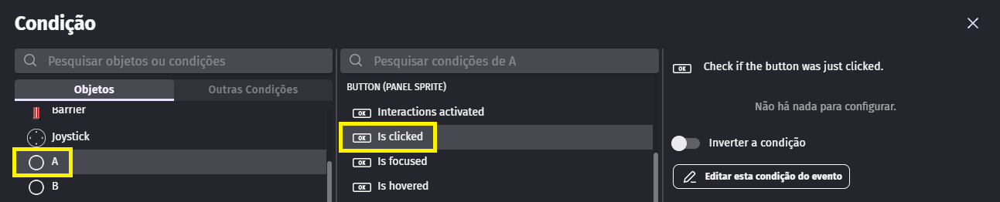 Condição
Pesquisar objetos ou condições
Objetos
Outras Condições
Barrier
Joystick
A
B
Pesquisar condições de A
BUTTON (PANEL SPRITE)
OK Interactions activated
OK Is clicked
OK Is focused
OK Is hovered
OK Check if the button was just clicked.
Não há nada para configurar.
Inverter a condição
Editar esta condição do evento